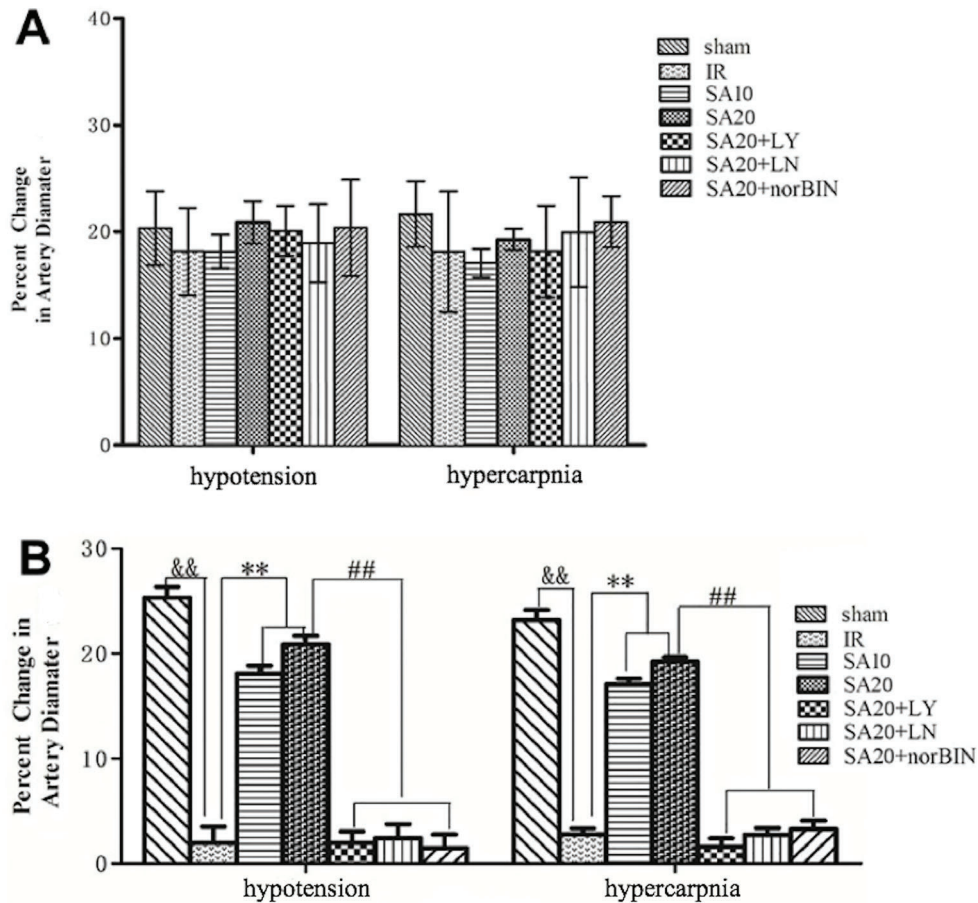 A
40
30
20
10
0
Percent Change
in Artery Diamater
hypotension
hypercarpnia
sham
IR
SA10
SA20
SA20+LY
SA20+LN
SA20+norBIN
B
30
20
10
0
Percent Change in
Artery Diamater
&&
**
##
&&
**
##
hypotension
hypercarpnia
sham
IR
SA10
SA20
SA20+LY
SA20+LN
SA20+norBIN